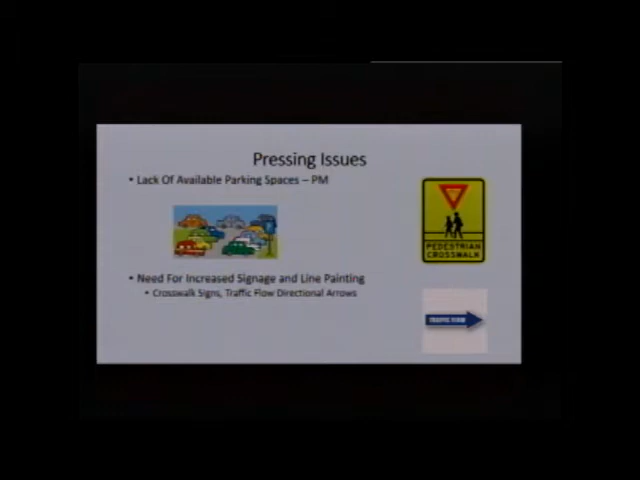 Pressing Issues
• Lack Of Available Parking Spaces – PM
• Need For Increased Signage and Line Painting
• Crosswalk Signs, Traffic Flow Directional Arrows
PEDESTRIAN
CROSSWALK
TRAFFIC FLOW